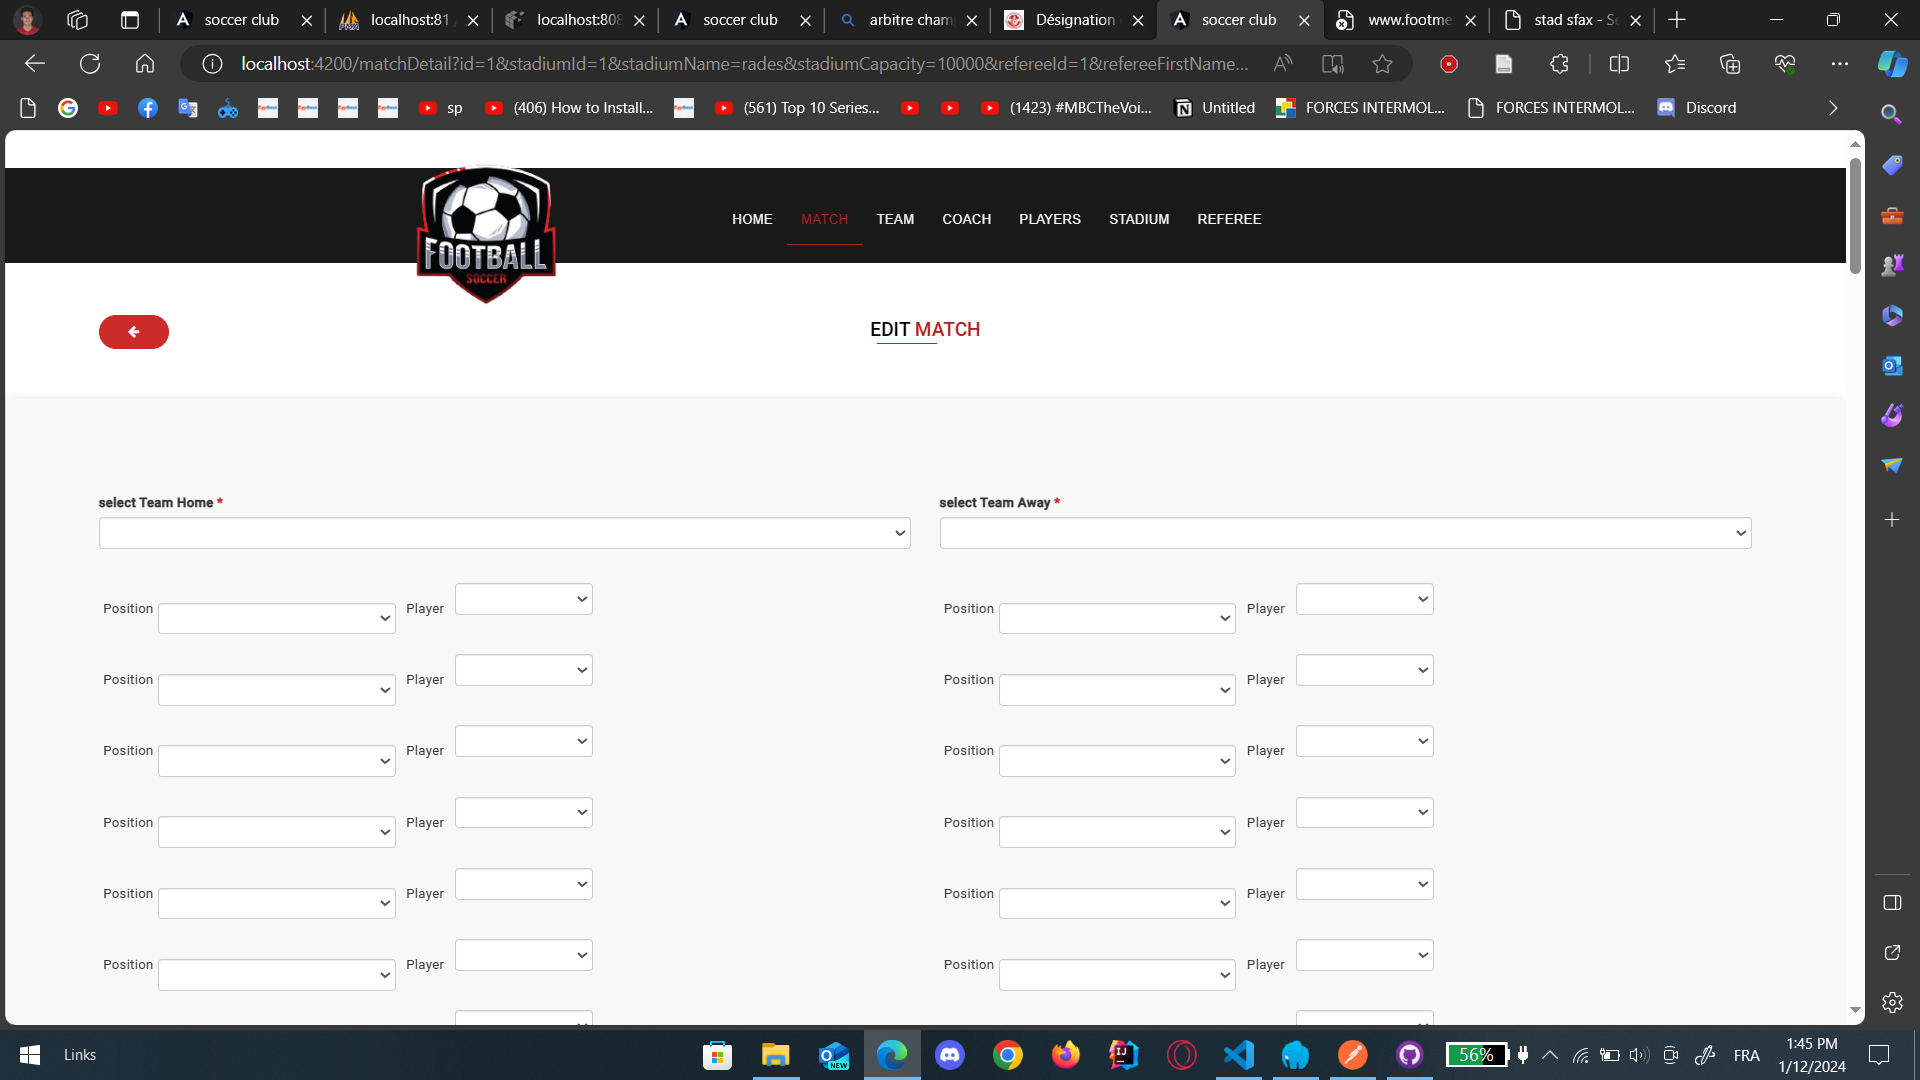 soccer club
localhost:81
localhost:808
soccer club
arbitre cham
Désignation
soccer club
www.footme
stad sfax - Se
localhost:4200/matchDetail?id=1&stadiumId=1&stadiumName=rades&stadiumCapacity=10000&refereeId=1&refereeFirstName...
sp
(406) How to Install...
(561) Top 10 Series...
(1423) #MBCTheVoi...
Untitled
FORCES INTERMOL...
FORCES INTERMOL...
Discord
FOOTBALL
SOCCER
HOME
MATCH
TEAM
COACH
PLAYERS
STADIUM
REFEREE
EDIT MATCH
select Team Home *
select Team Away *
Position Player Position Player
Position Player Position Player
Position Player Position Player
Position Player Position Player
Position Player Position Player
Position Player Position Player
Links
NEW
56%
FRA
1:45 PM
1/12/2024